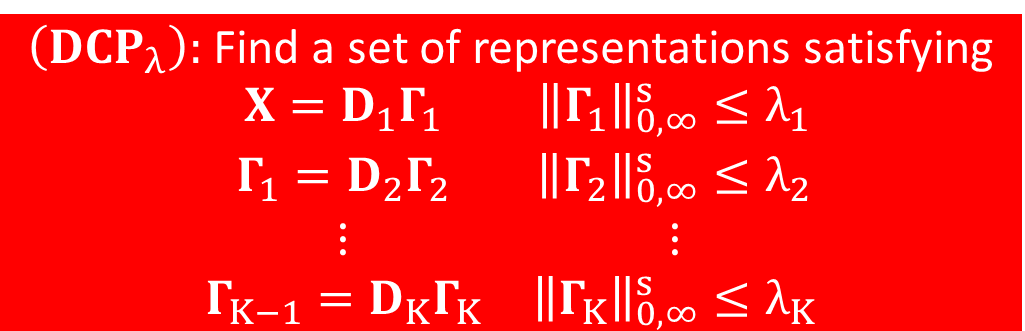 (DCP_λ): Find a set of representations satisfying
X = D₁Γ₁ ‖Γ₁‖ˢ₀,∞ ≤ λ₁
Γ₁ = D₂Γ₂ ‖Γ₂‖ˢ₀,∞ ≤ λ₂
⋮ ⋮
Γ_{K−1} = D_KΓ_K ‖Γ_K‖ˢ₀,∞ ≤ λ_K